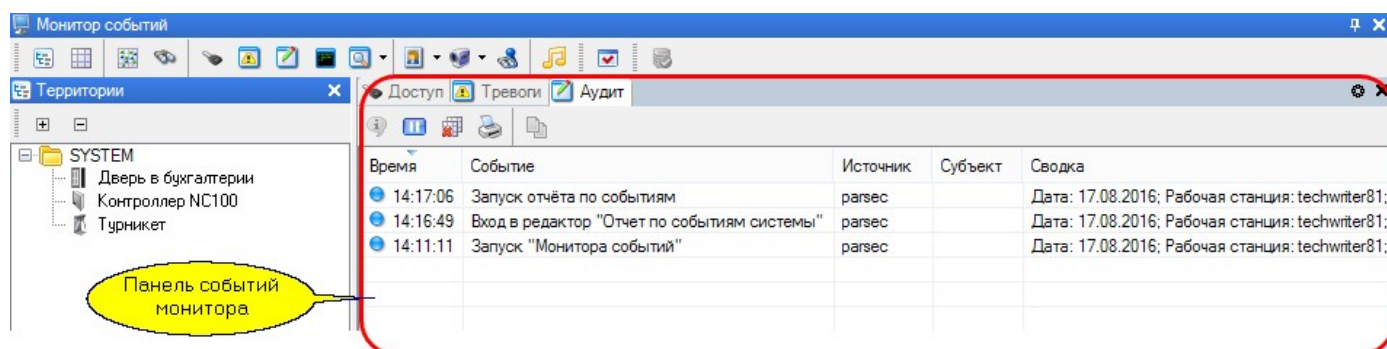 Монитор событий
Территории
Доступ Тревоги Аудит
SYSTEM
Дверь в бухгалтерии
Контроллер NC100
Турникет
Панель событий
монитора
Время Событие Источник Субъект Сводка
14:17:06 Запуск отчёта по событиям parsec Дата: 17.08.2016; Рабочая станция: techwriter81;
14:16:49 Вход в редактор "Отчет по событиям системы" parsec Дата: 17.08.2016; Рабочая станция: techwriter81;
14:11:11 Запуск "Монитора событий" parsec Дата: 17.08.2016; Рабочая станция: techwriter81;